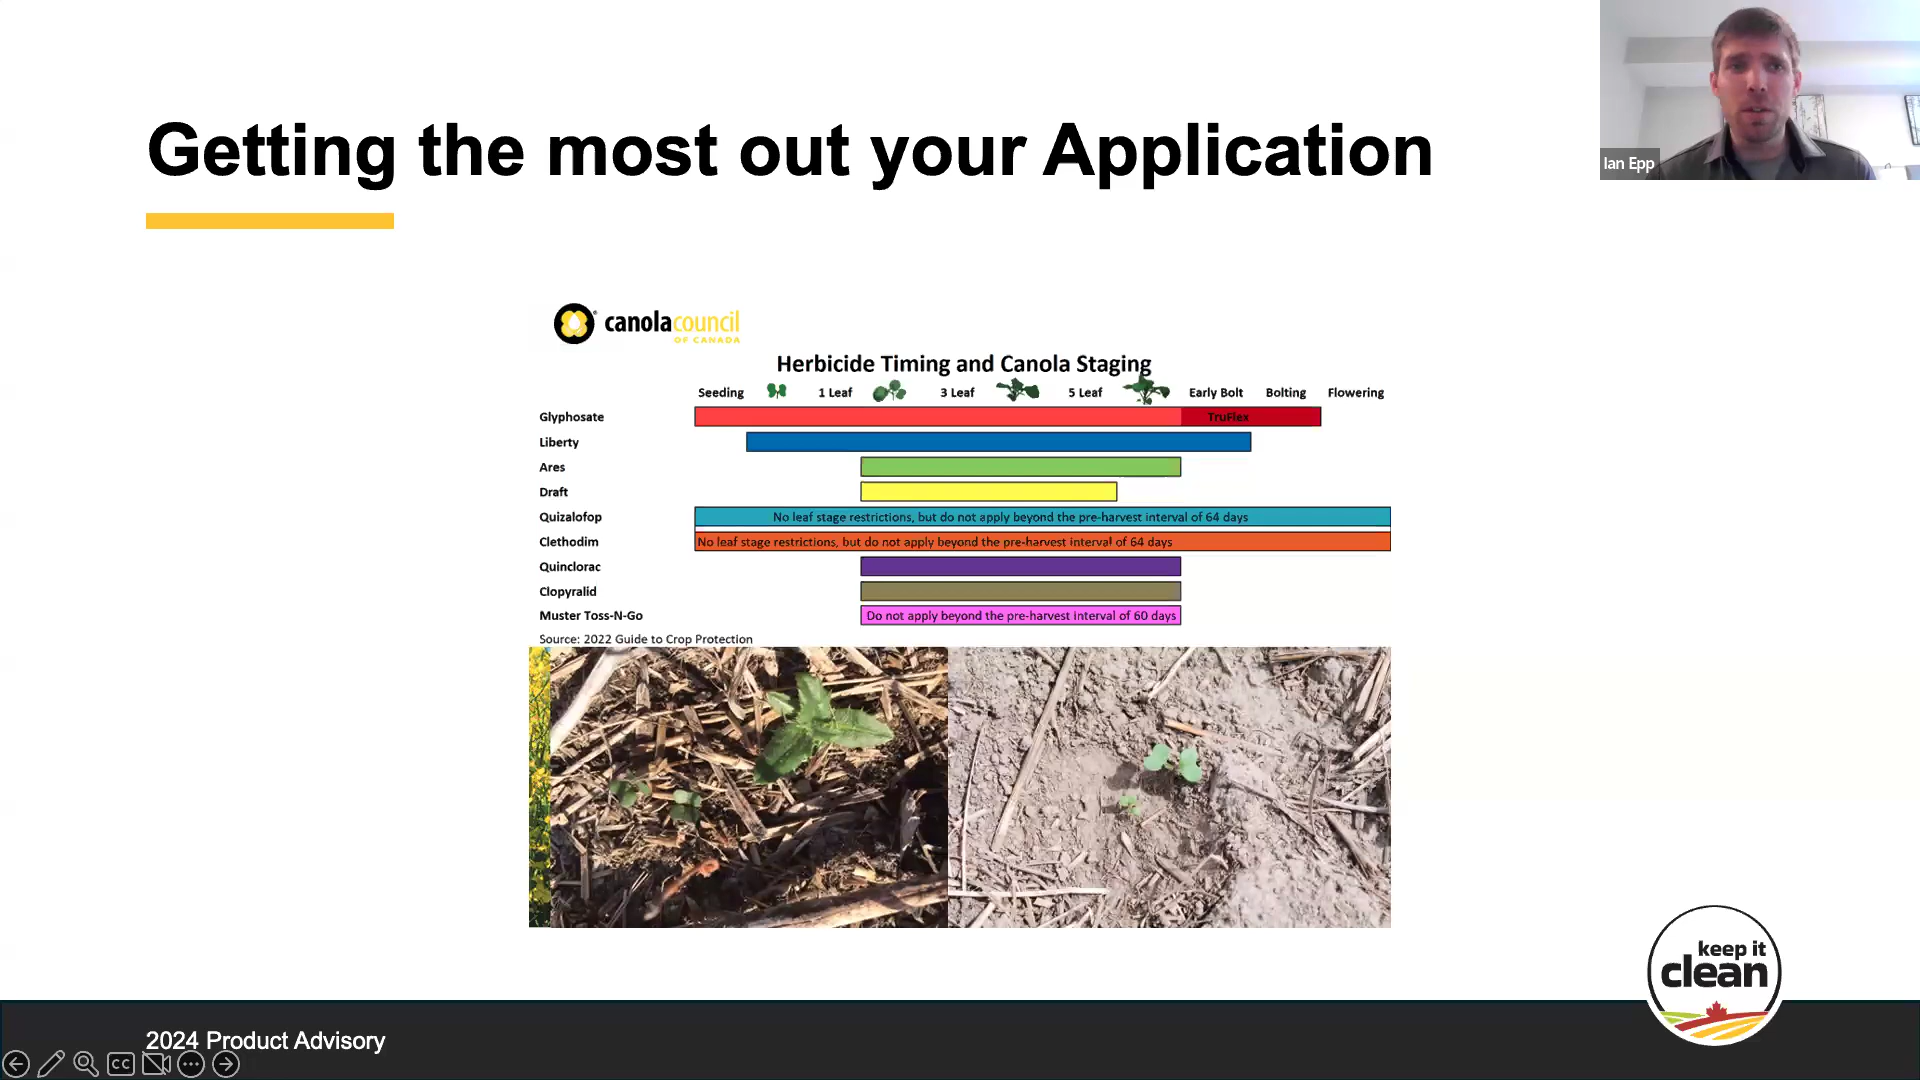 Getting the most out your Application
Ian Epp
canolacouncil
OF CANADA
Herbicide Timing and Canola Staging
Seeding 1 Leaf 3 Leaf 5 Leaf Early Bolt Bolting Flowering
Glyphosate TruFlex
Liberty
Ares
Draft
Quizalofop No leaf stage restrictions, but do not apply beyond the pre-harvest interval of 64 days
Clethodim No leaf stage restrictions, but do not apply beyond the pre-harvest interval of 64 days
Quinclorac
Clopyralid
Muster Toss-N-Go Do not apply beyond the pre-harvest interval of 60 days
Source: 2022 Guide to Crop Protection
keep it
clean
2024 Product Advisory
CC